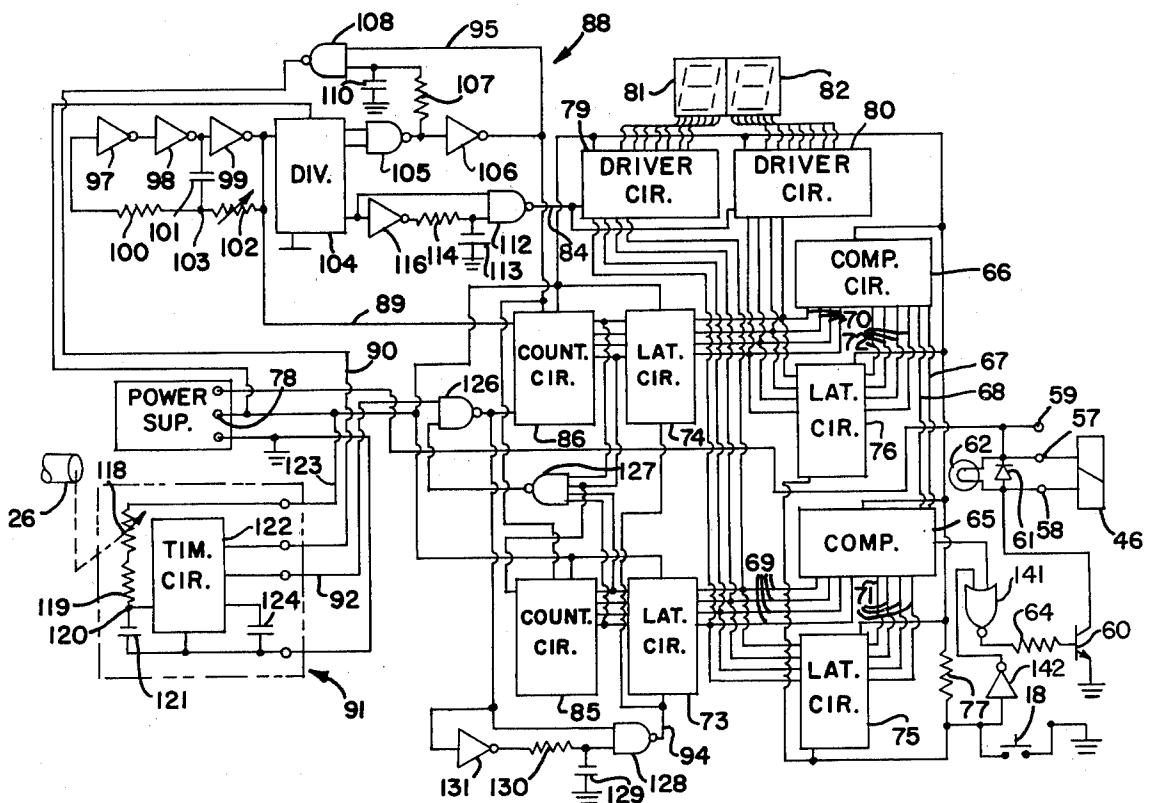 108
95
88
110
107
81
82
79
80
97
98
99
DIV.
105
106
DRIVER
CIR.
DRIVER
CIR.
100
101
103
102
104
116
114
112
113
84
COMP.
CIR.
66
89
70
72
90
COUNT.
CIR.
LAT.
CIR.
67
68
POWER
SUP.
78
126
86
74
LAT.
CIR.
76
59
57
62
26
118
123
127
61
58
46
122
TIM.
CIR.
65
COMP.
119
120
124
92
69
71
141
64
60
COUNT.
CIR.
LAT.
CIR.
121
91
85
73
LAT.
CIR.
75
77
18
142
94
131
130
129
128